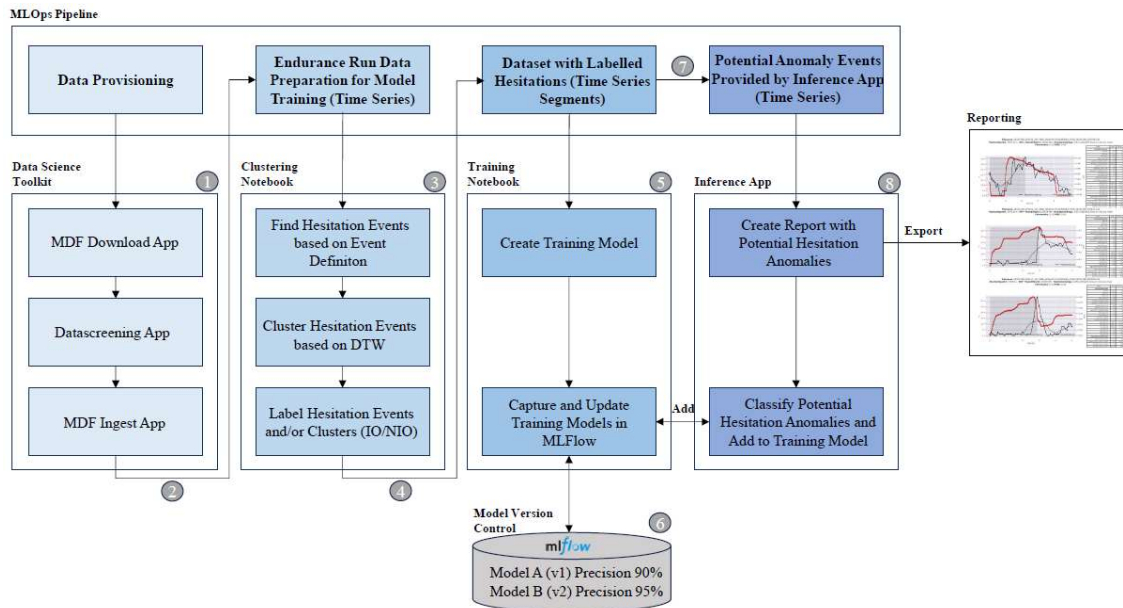 MLOps Pipeline
Data Provisioning
Endurance Run Data
Preparation for Model
Training (Time Series)
Dataset with Labelled
Hesitations (Time Series
Segments)
7
Potential Anomaly Events
Provided by Inference App
(Time Series)
Reporting
Data Science
Toolkit
1
MDF Download App
Datascreening App
MDF Ingest App
2
Clustering
Notebook
3
Find Hesitation Events
based on Event
Definiton
Cluster Hesitation Events
based on DTW
Label Hesitation Events
and/or Clusters (IO/NIO)
4
Training
Notebook
5
Create Training Model
Capture and Update
Training Models in
MLFlow
Add
Inference App
8
Create Report with
Potential Hesitation
Anomalies
Export
Classify Potential
Hesitation Anomalies and
Add to Training Model
Model Version
Control
6
mlflow
Model A (v1) Precision 90%
Model B (v2) Precision 95%